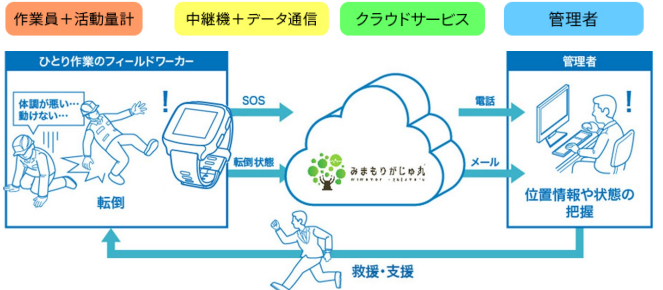 作業員＋活動量計
中継機＋データ通信
クラウドサービス
管理者
ひとり作業のフィールドワーカー
体調が悪い…
動けない…
!
転倒
SOS
転倒状態
みまもりがじゅ丸
電話
メール
管理者
!
位置情報や状態の
把握
救援・支援